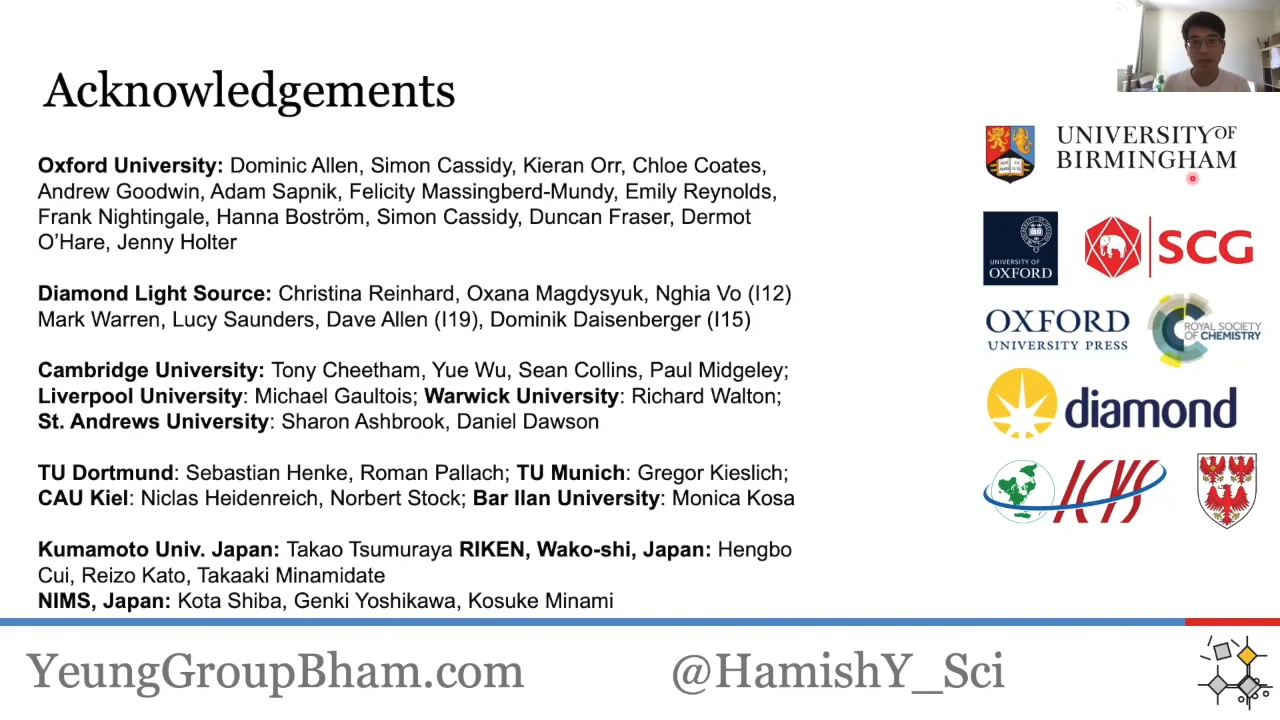 Acknowledgements
Oxford University: Dominic Allen, Simon Cassidy, Kieran Orr, Chloe Coates,
Andrew Goodwin, Adam Sapnik, Felicity Massingberd-Mundy, Emily Reynolds,
Frank Nightingale, Hanna Boström, Simon Cassidy, Duncan Fraser, Dermot
O’Hare, Jenny Holter
Diamond Light Source: Christina Reinhard, Oxana Magdysyuk, Nghia Vo (I12)
Mark Warren, Lucy Saunders, Dave Allen (I19), Dominik Daisenberger (I15)
Cambridge University: Tony Cheetham, Yue Wu, Sean Collins, Paul Midgeley;
Liverpool University: Michael Gaultois; Warwick University: Richard Walton;
St. Andrews University: Sharon Ashbrook, Daniel Dawson
TU Dortmund: Sebastian Henke, Roman Pallach; TU Munich: Gregor Kieslich;
CAU Kiel: Niclas Heidenreich, Norbert Stock; Bar Ilan University: Monica Kosa
Kumamoto Univ. Japan: Takao Tsumuraya RIKEN, Wako-shi, Japan: Hengbo
Cui, Reizo Kato, Takaaki Minamidate
NIMS, Japan: Kota Shiba, Genki Yoshikawa, Kosuke Minami
UNIVERSITY OF
BIRMINGHAM
UNIVERSITY OF
OXFORD
SCG
OXFORD
UNIVERSITY PRESS
ROYAL SOCIETY
OF CHEMISTRY
diamond
ICYS
YeungGroupBham.com
@HamishY_Sci